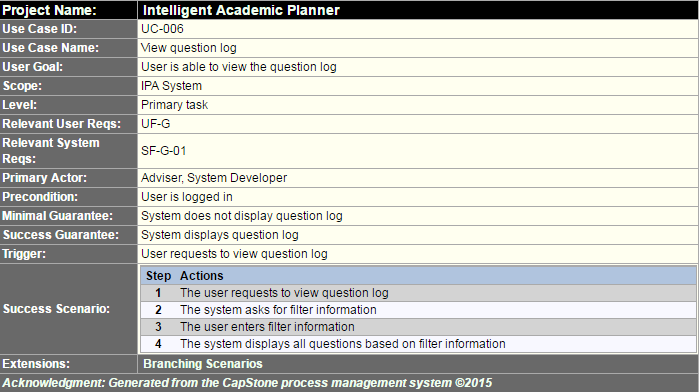 Project Name: Intelligent Academic Planner
Use Case ID: UC-006
Use Case Name: View question log
User Goal: User is able to view the question log
Scope: IPA System
Level: Primary task
Relevant User Reqs: UF-G
Relevant System
Reqs: SF-G-01
Primary Actor: Adviser, System Developer
Precondition: User is logged in
Minimal Guarantee: System does not display question log
Success Guarantee: System displays question log
Trigger: User requests to view question log
Success Scenario:
Step Actions
1 The user requests to view question log
2 The system asks for filter information
3 The user enters filter information
4 The system displays all questions based on filter information
Extensions: Branching Scenarios
Acknowledgment: Generated from the CapStone process management system ©2015